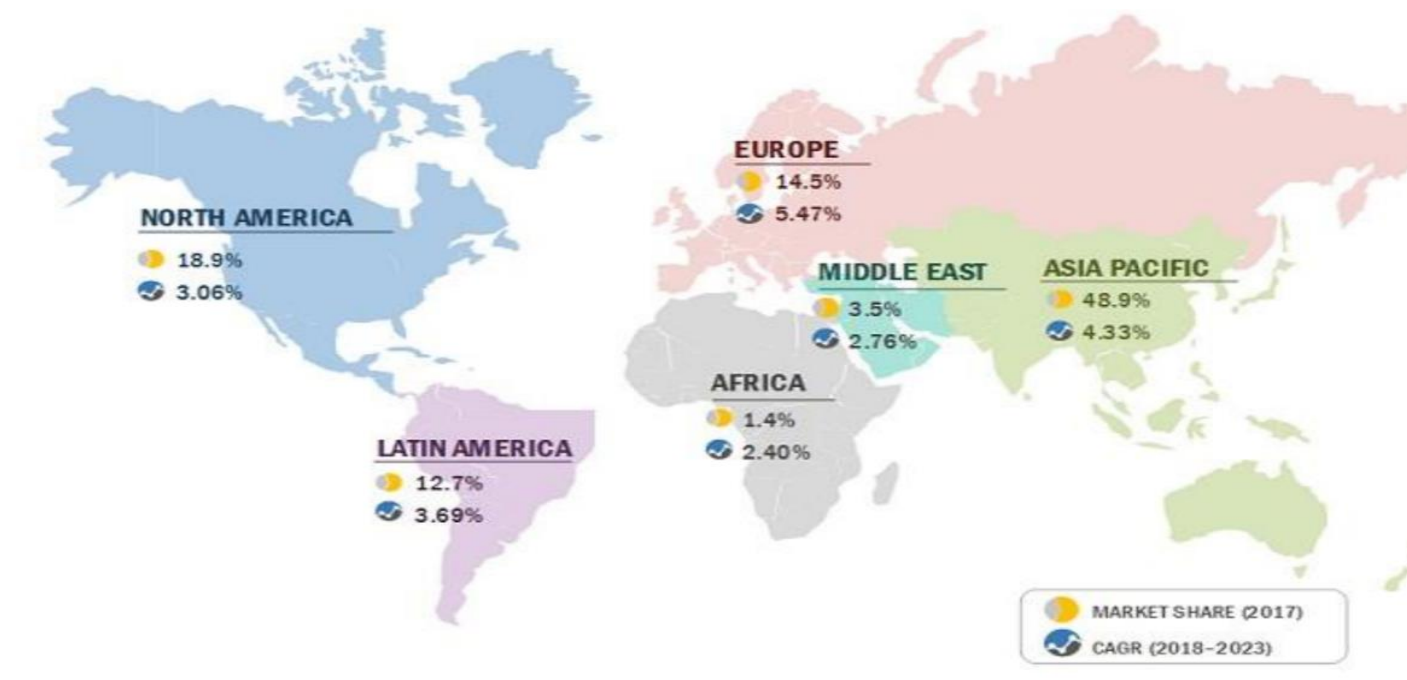 NORTH AMERICA
18.9%
3.06%
LATIN AMERICA
12.7%
3.69%
EUROPE
14.5%
5.47%
MIDDLE EAST
3.5%
2.76%
AFRICA
1.4%
2.40%
ASIA PACIFIC
48.9%
4.33%
MARKET SHARE (2017)
CAGR (2018–2023)